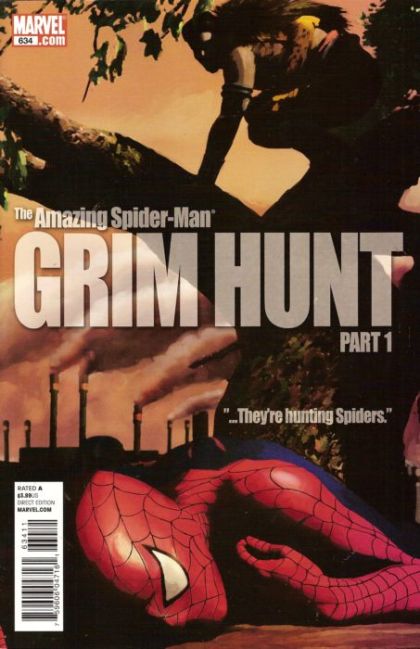 MARVEL
634 .com
The Amazing Spider-Man®
GRIM HUNT
PART 1
"...They're hunting Spiders."
RATED A
$3.99US
DIRECT EDITION
MARVEL.COM
63411